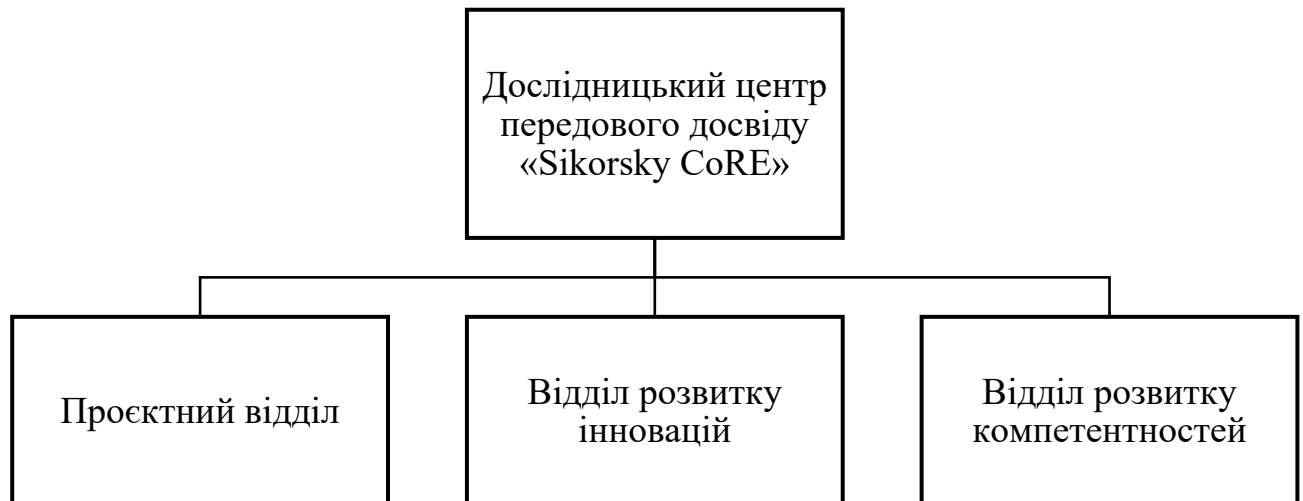 Дослідницький центр
передового досвіду
«Sikorsky CoRE»
Проєктний відділ
Відділ розвитку
інновацій
Відділ розвитку
компетентностей